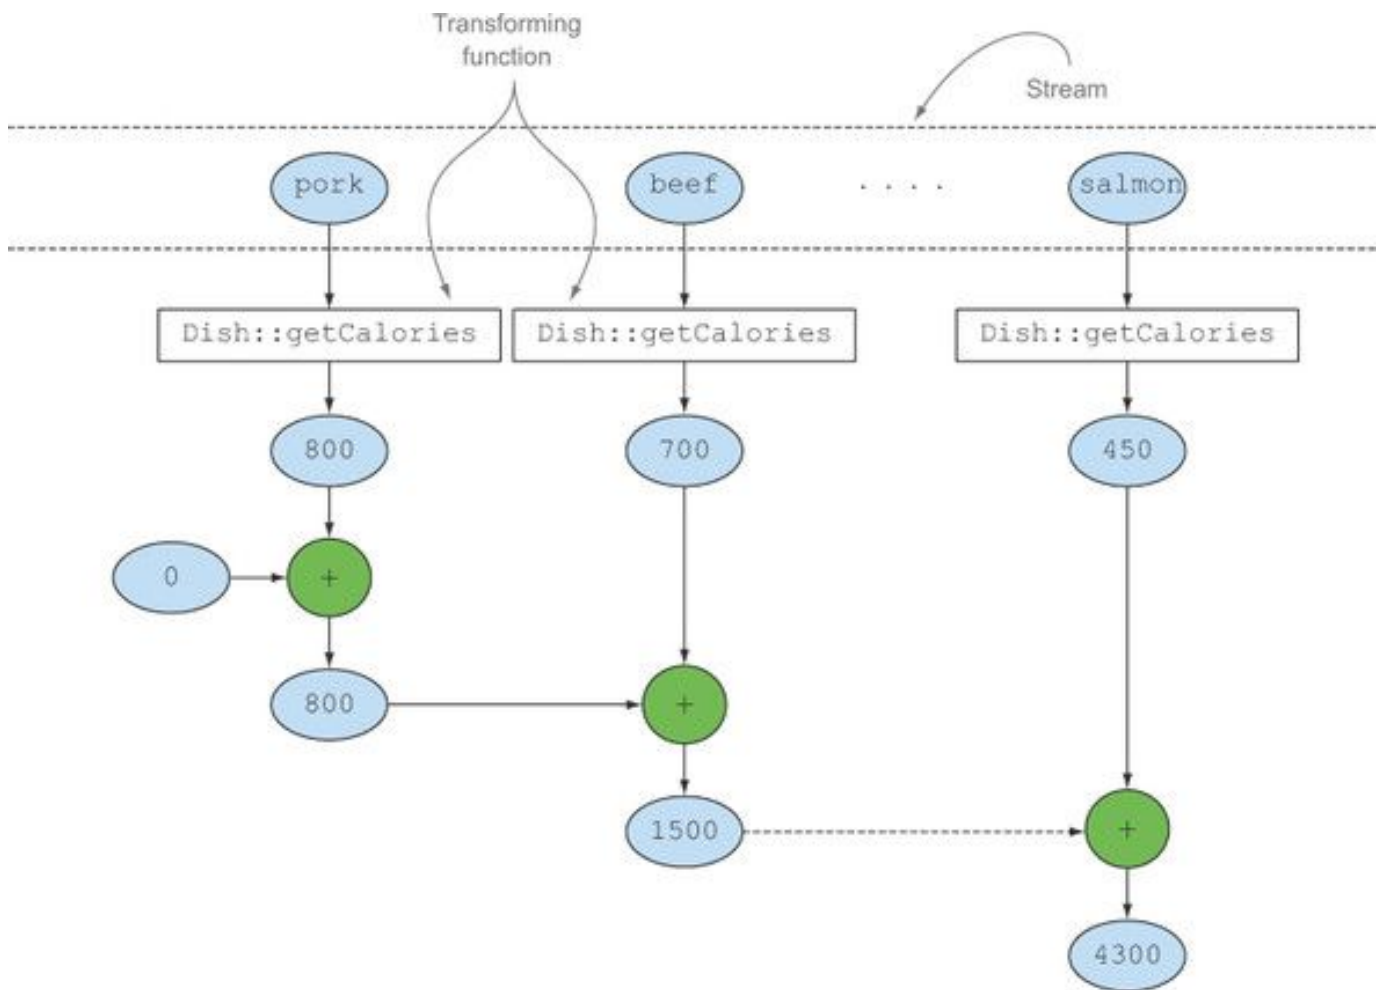 Transforming
function
Stream
pork
beef
. . . .
salmon
Dish::getCalories
Dish::getCalories
Dish::getCalories
800
700
450
0
+
800
+
1500
+
4300